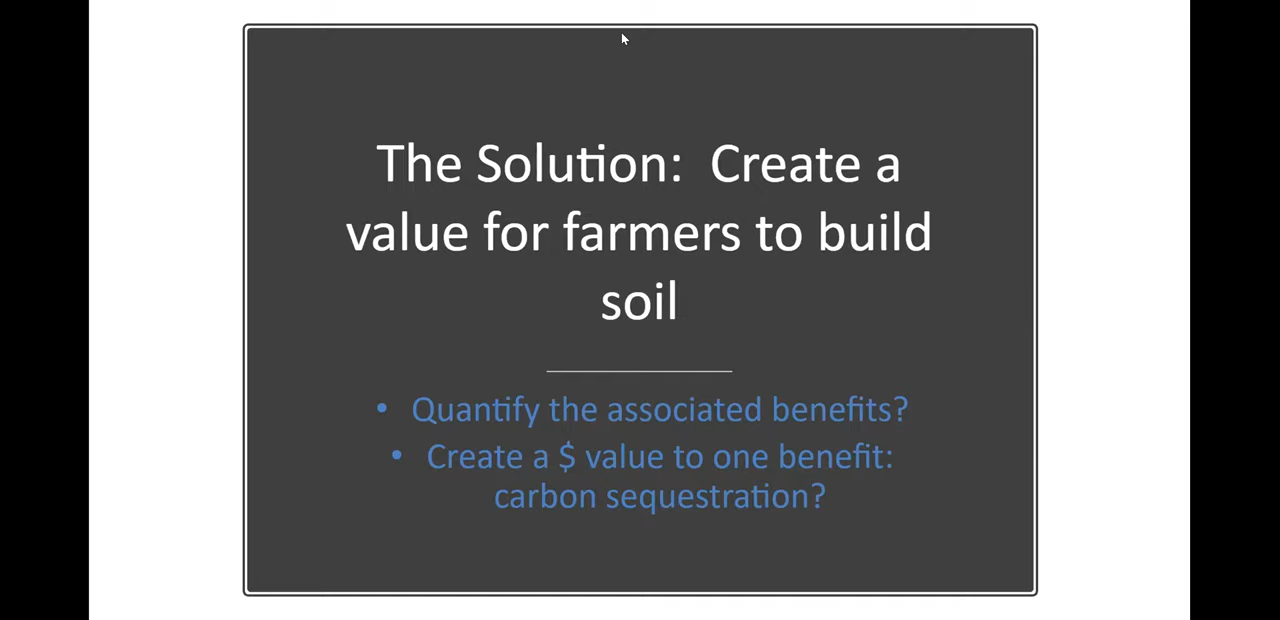 The Solution:  Create a
value for farmers to build
soil
• Quantify the associated benefits?
• Create a $ value to one benefit:
carbon sequestration?